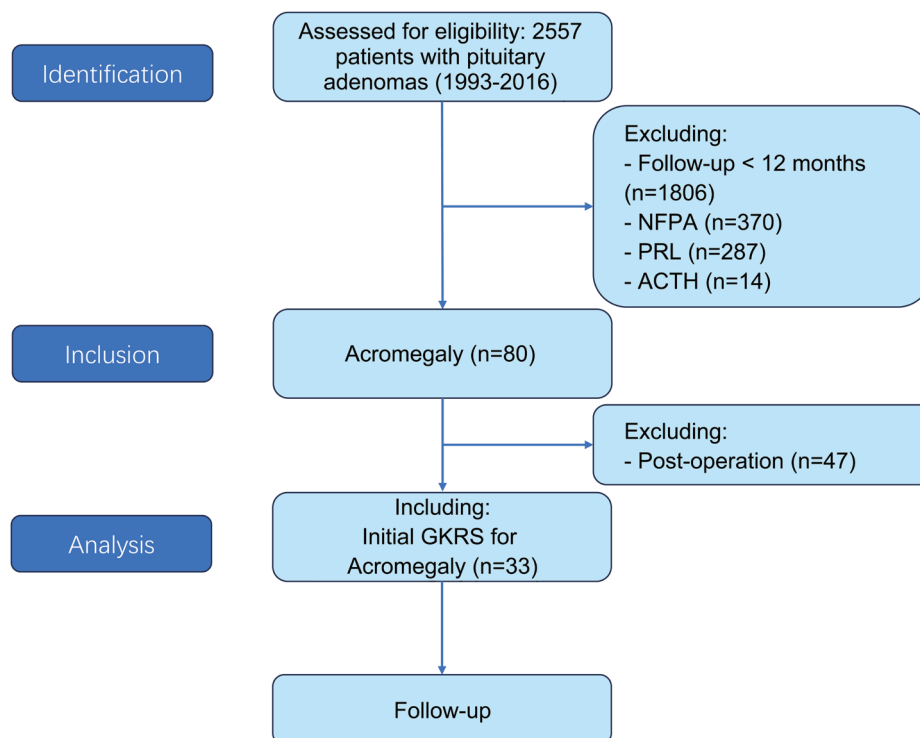 Identification
Assessed for eligibility: 2557
patients with pituitary
adenomas (1993-2016)
Excluding:
- Follow-up < 12 months
(n=1806)
- NFPA (n=370)
- PRL (n=287)
- ACTH (n=14)
Inclusion
Acromegaly (n=80)
Excluding:
- Post-operation (n=47)
Analysis
Including:
Initial GKRS for
Acromegaly (n=33)
Follow-up